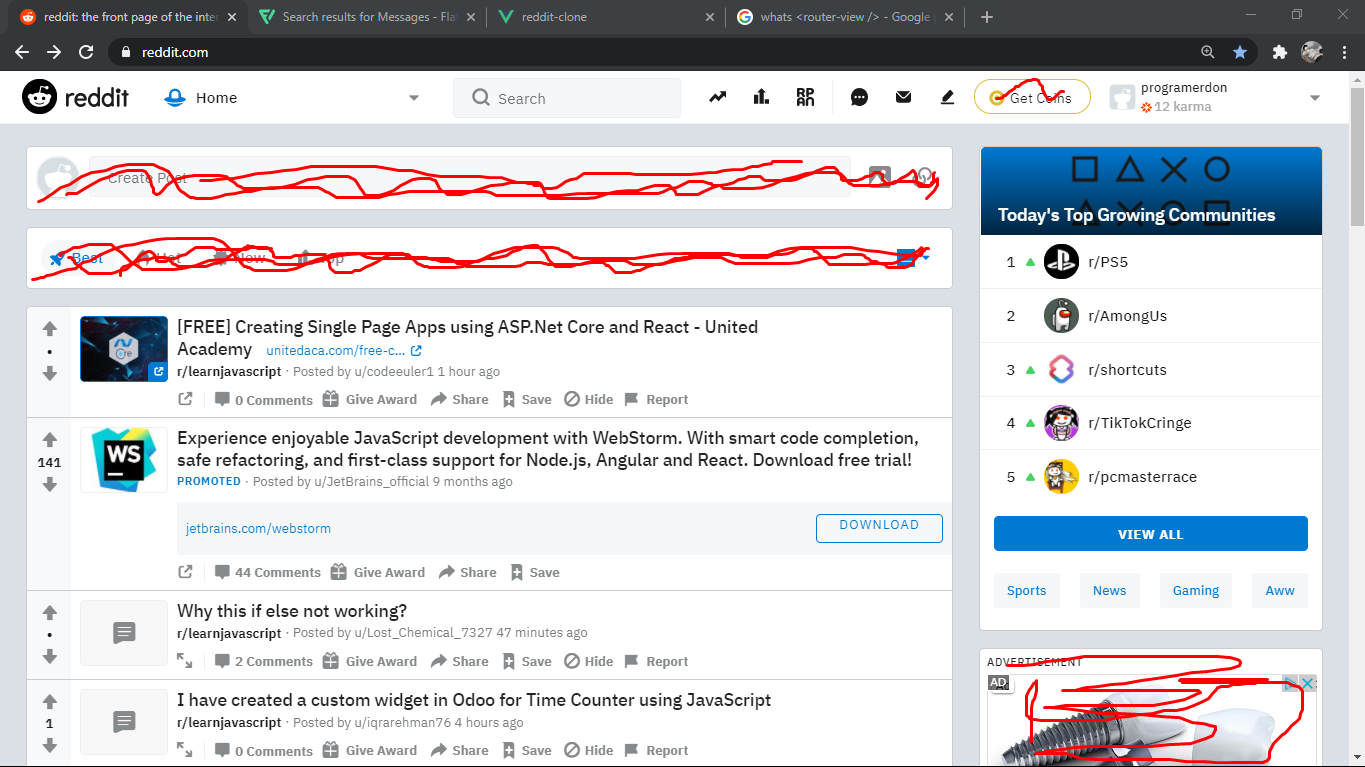 reddit: the front page of the inter
Search results for Messages - Fla
reddit-clone
whats <router-view /> - Google
reddit.com
reddit
Home
Search
Get Coins
programerdon
12 karma
Create Post
Best
Hot
New
Top
[FREE] Creating Single Page Apps using ASP.Net Core and React - United
Academy unitedaca.com/free-c...
r/learnjavascript · Posted by u/codeeuler1 1 hour ago
0 Comments Give Award Share Save Hide Report
141
WS
Experience enjoyable JavaScript development with WebStorm. With smart code completion,
safe refactoring, and first-class support for Node.js, Angular and React. Download free trial!
PROMOTED · Posted by u/JetBrains_official 9 months ago
jetbrains.com/webstorm
DOWNLOAD
44 Comments Give Award Share Save
Why this if else not working?
r/learnjavascript · Posted by u/Lost_Chemical_7327 47 minutes ago
2 Comments Give Award Share Save Hide Report
1
I have created a custom widget in Odoo for Time Counter using JavaScript
r/learnjavascript · Posted by u/iqrarehman76 4 hours ago
0 Comments Give Award Share Save Hide Report
Today's Top Growing Communities
1 r/PS5
2 r/AmongUs
3 r/shortcuts
4 r/TikTokCringe
5 r/pcmasterrace
VIEW ALL
Sports News Gaming Aww
ADVERTISEMENT
AD